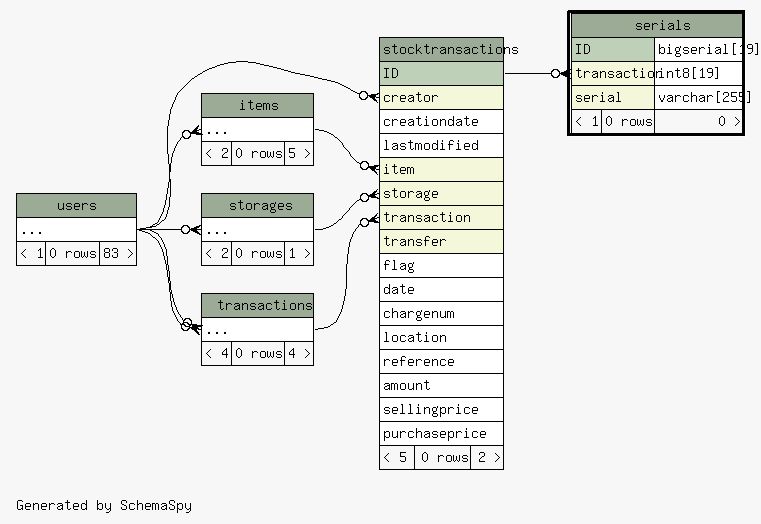 serials
ID bigserial[19]
transaction int8[19]
serial varchar[255]
< 1 0 rows 0 >
stocktransactions
ID
creator
creationdate
lastmodified
item
storage
transaction
transfer
flag
date
chargenum
location
reference
amount
sellingprice
purchaseprice
< 5 0 rows 2 >
items
...
< 2 0 rows 5 >
storages
...
< 2 0 rows 1 >
transactions
...
< 4 0 rows 4 >
users
...
< 1 0 rows 83 >
Generated by SchemaSpy